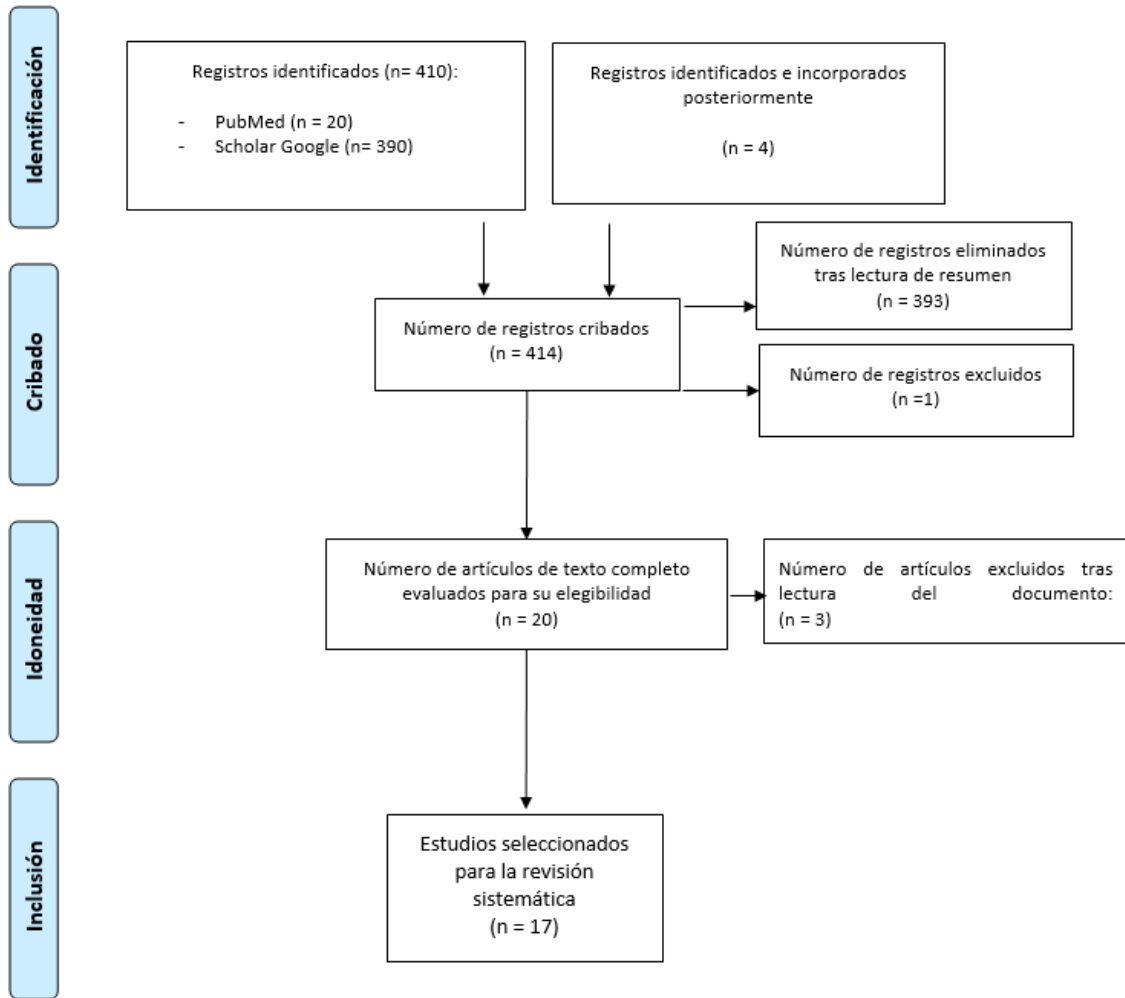 Identificación
Registros identificados (n= 410):
- PubMed (n = 20)
- Scholar Google (n= 390)
Registros identificados e incorporados
posteriormente
(n = 4)
Cribado
Número de registros cribados
(n = 414)
Número de registros eliminados
tras lectura de resumen
(n = 393)
Número de registros excluidos
(n =1)
Idoneidad
Número de artículos de texto completo
evaluados para su elegibilidad
(n = 20)
Número de artículos excluidos tras
lectura del documento:
(n = 3)
Inclusión
Estudios seleccionados
para la revisión
sistemática
(n = 17)